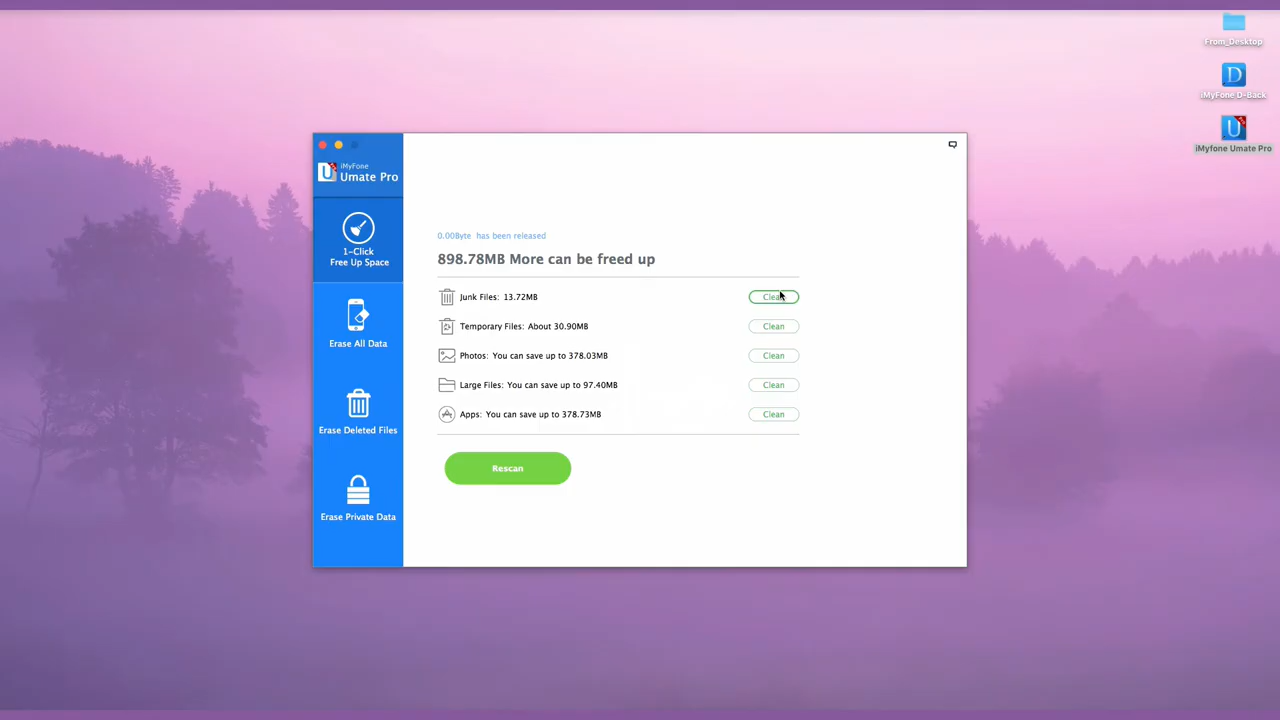 From_Desktop
iMyFone D-Back
iMyfone Umate Pro
iMyFone
Umate Pro
1-Click
Free Up Space
Erase All Data
Erase Deleted Files
Erase Private Data
0.00Byte has been released
898.78MB More can be freed up
Junk Files: 13.72MB Clean
Temporary Files: About 30.90MB Clean
Photos: You can save up to 378.03MB Clean
Large Files: You can save up to 97.40MB Clean
Apps: You can save up to 378.73MB Clean
Rescan